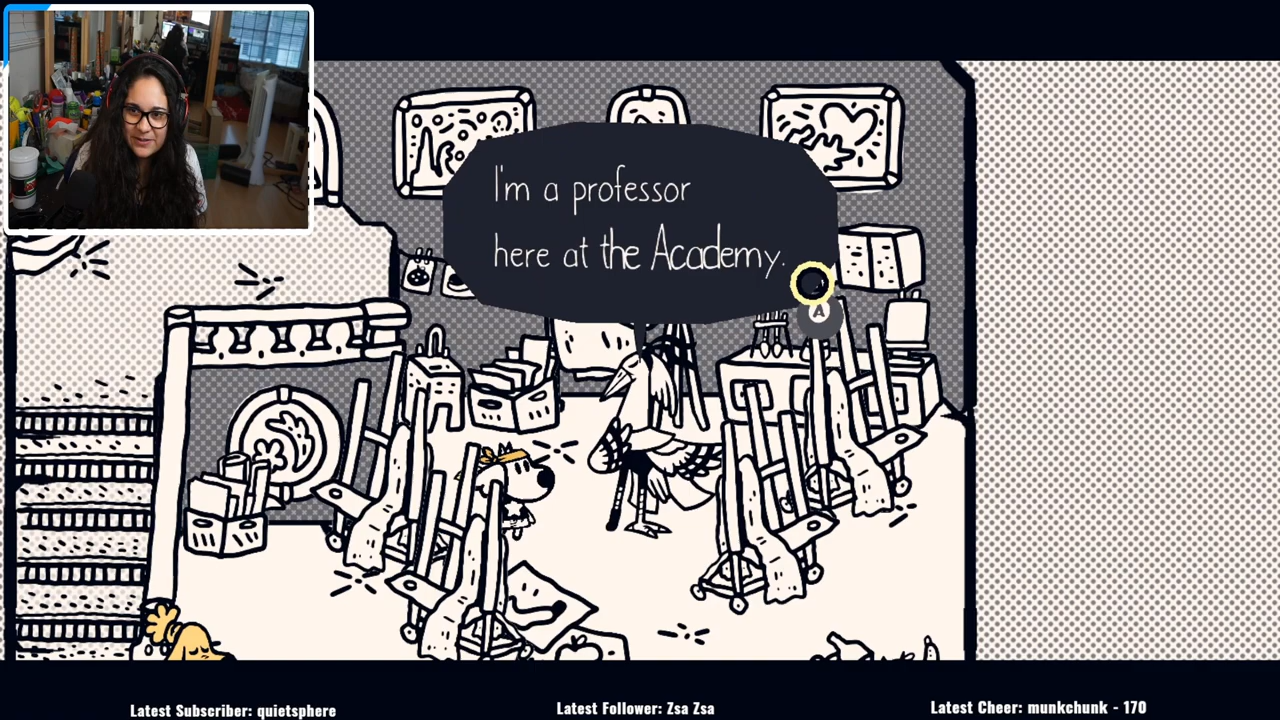 I'm a professor
here at the Academy.
A
Latest Subscriber: quietsphere
Latest Follower: Zsa Zsa
Latest Cheer: munkchunk - 170